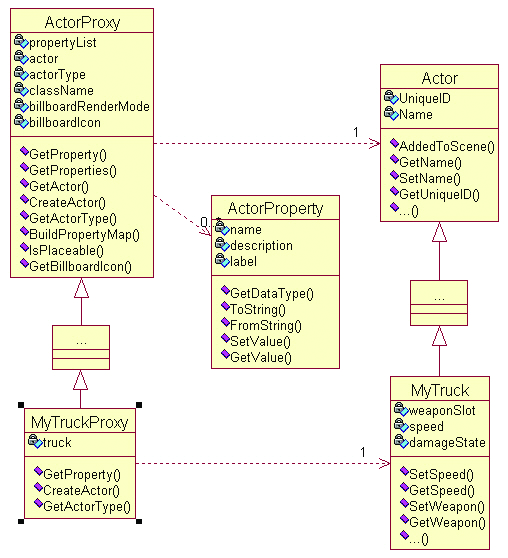 ActorProxy
propertyList
actor
actorType
className
billboardRenderMode
billboardIcon
GetProperty()
GetProperties()
GetActor()
CreateActor()
GetActorType()
BuildPropertyMap()
IsPlaceable()
GetBillboardIcon()
Actor
UniqueID
Name
AddedToScene()
GetName()
SetName()
GetUniqueID()
...()
1
0..*
ActorProperty
name
description
label
GetDataType()
ToString()
FromString()
SetValue()
GetValue()
...
...
MyTruckProxy
truck
GetProperty()
CreateActor()
GetActorType()
1
MyTruck
weaponSlot
speed
damageState
SetSpeed()
GetSpeed()
SetWeapon()
GetWeapon()
...()